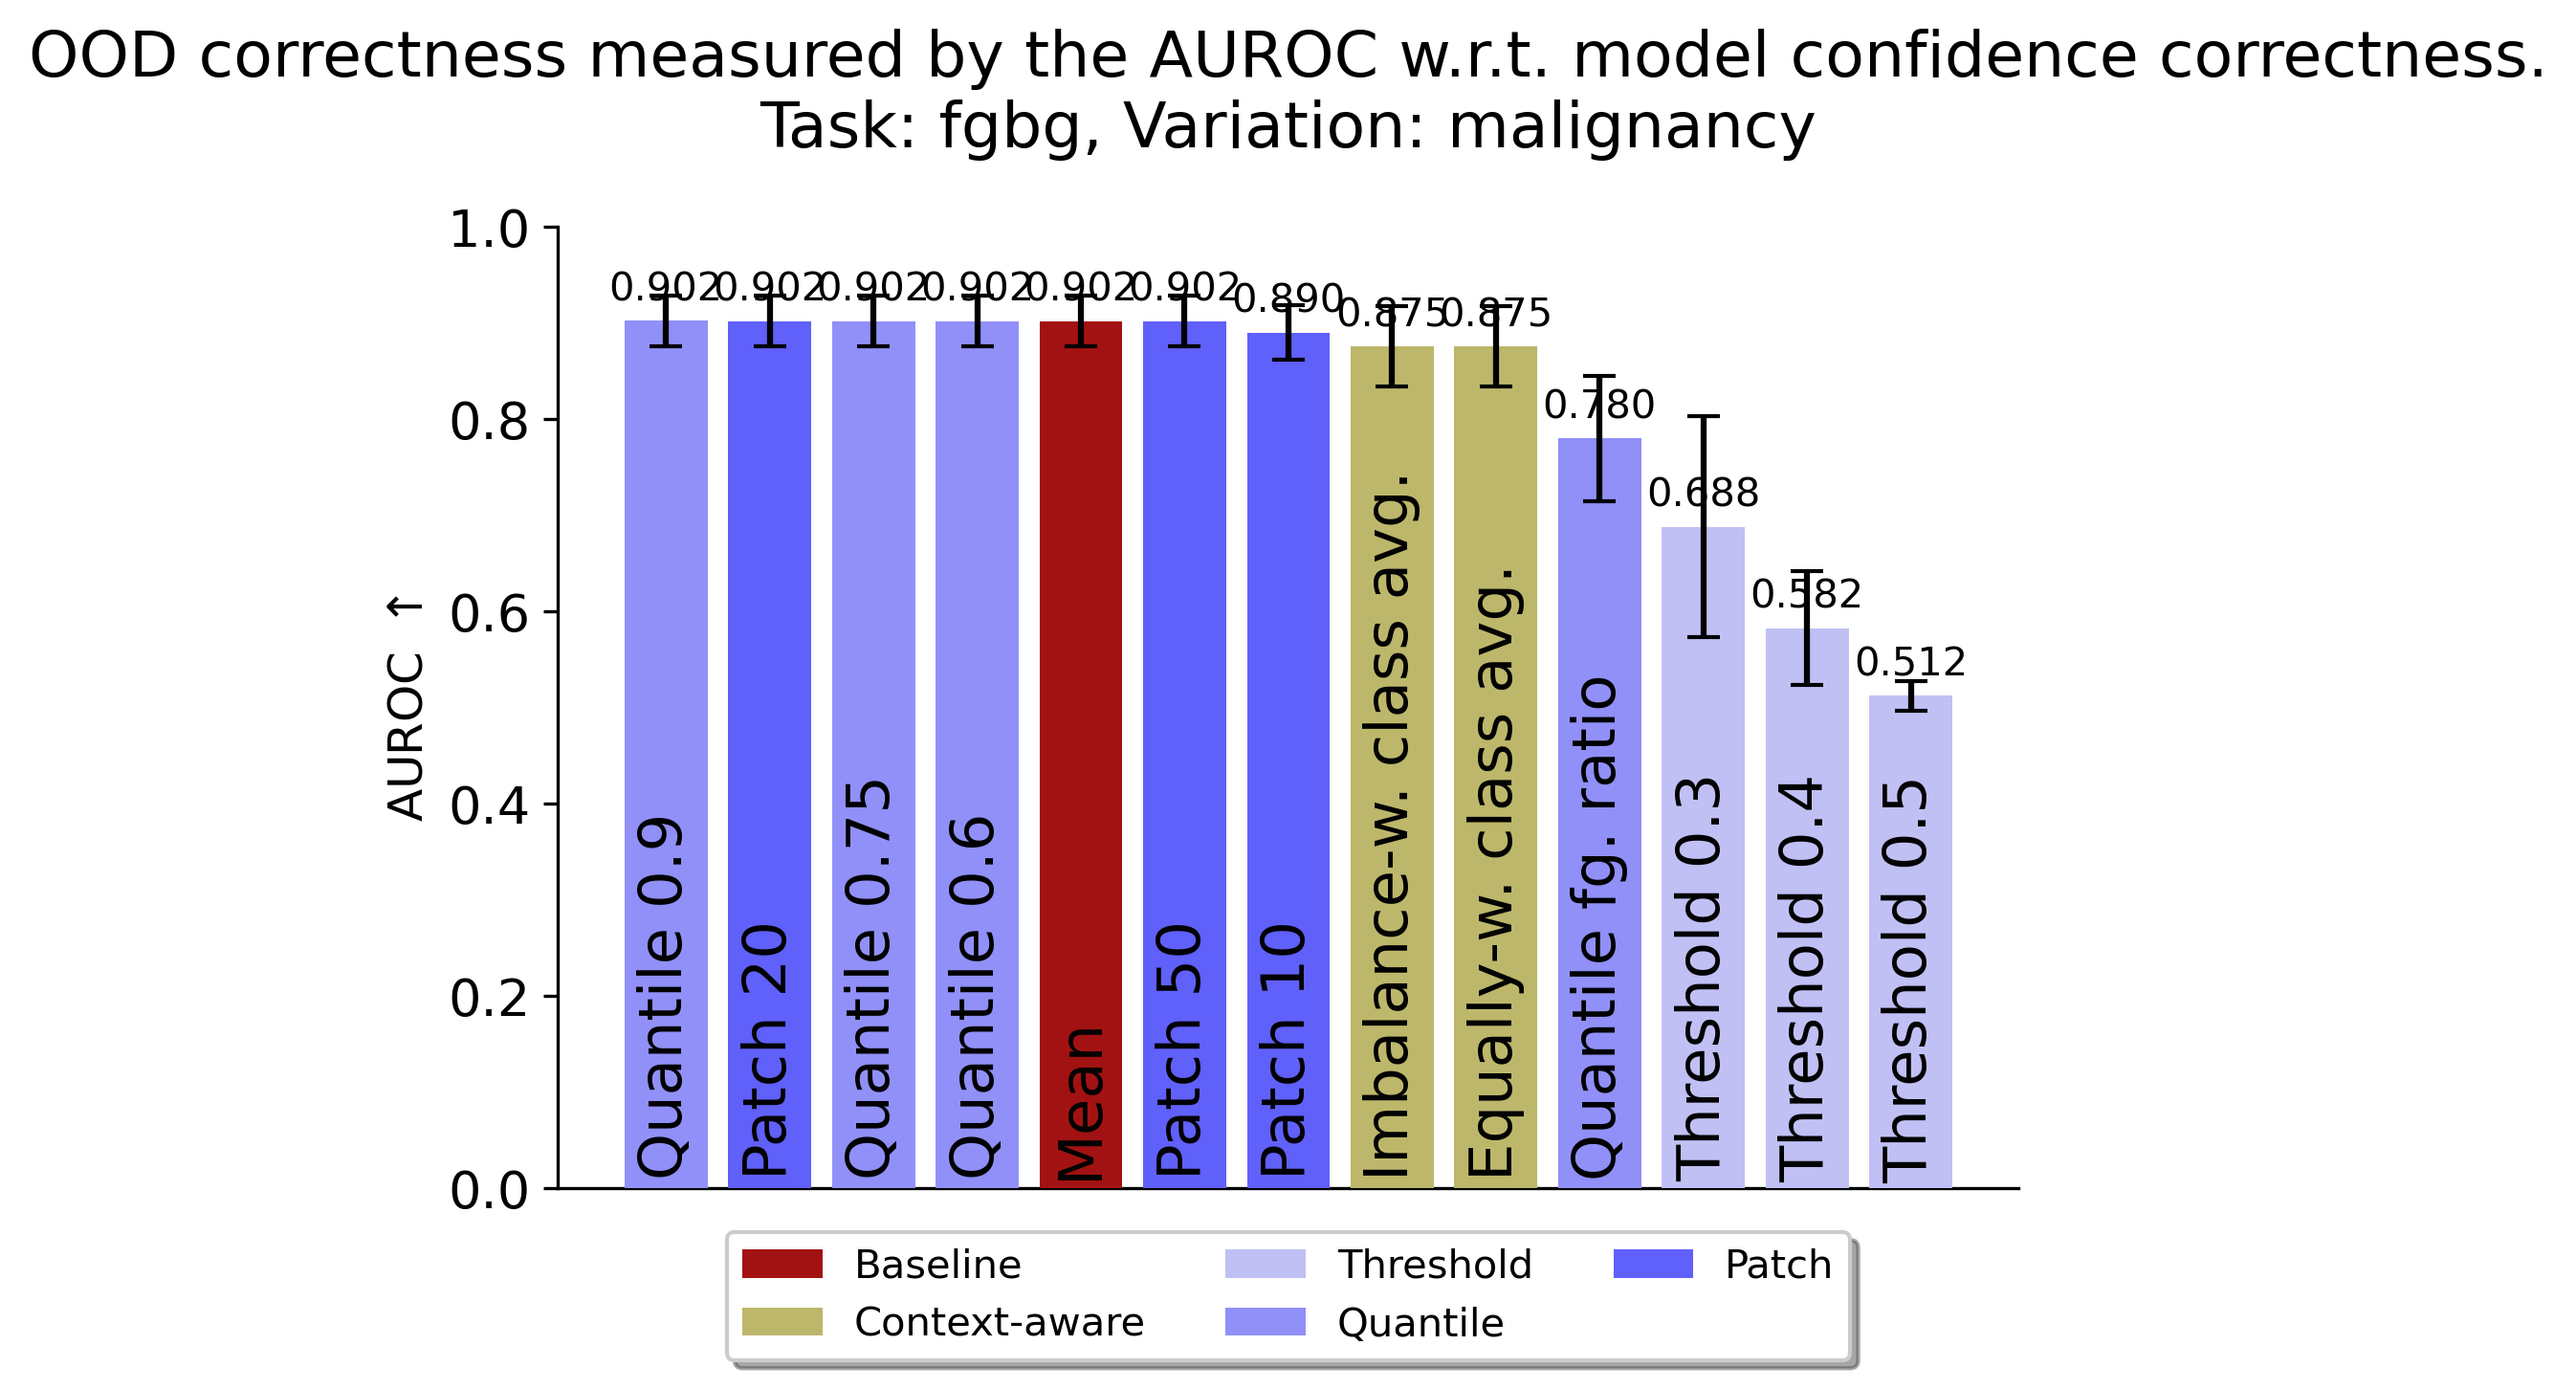 OOD correctness measured by the AUROC w.r.t. model confidence correctness.
Task: fgbg, Variation: malignancy
AUROC ↑
1.0
0.8
0.6
0.4
0.2
0.0
0.902
0.902
0.902
0.902
0.902
0.902
0.890
0.875
0.875
0.780
0.688
0.582
0.512
Quantile 0.9
Patch 20
Quantile 0.75
Quantile 0.6
Mean
Patch 50
Patch 10
Imbalance-w. class avg.
Equally-w. class avg.
Quantile fg. ratio
Threshold 0.3
Threshold 0.4
Threshold 0.5
Baseline
Context-aware
Threshold
Quantile
Patch